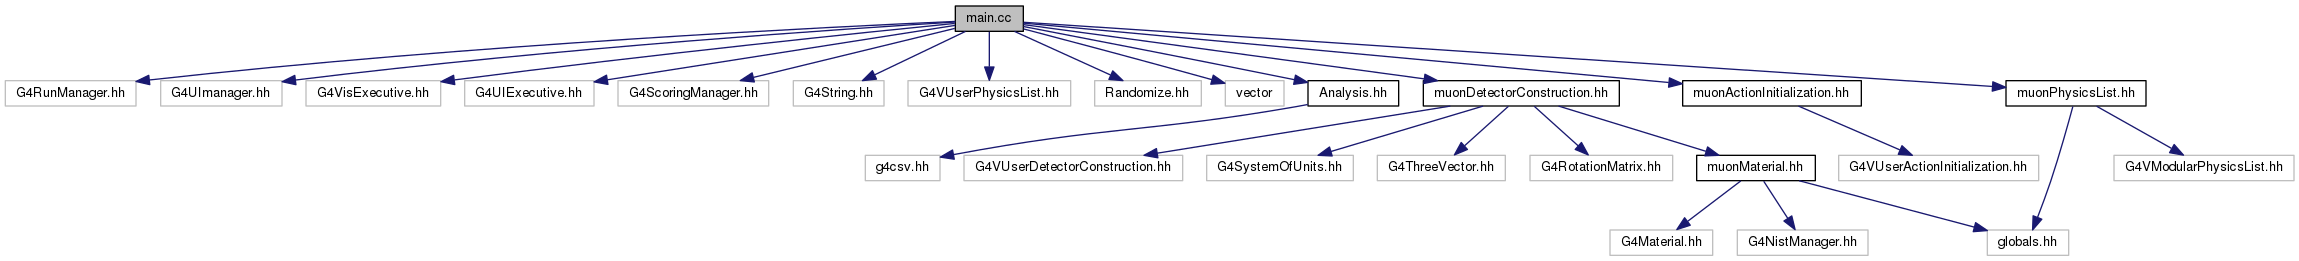 main.cc
G4RunManager.hh
G4UImanager.hh
G4VisExecutive.hh
G4UIExecutive.hh
G4ScoringManager.hh
G4String.hh
G4VUserPhysicsList.hh
Randomize.hh
vector
Analysis.hh
muonDetectorConstruction.hh
muonActionInitialization.hh
muonPhysicsList.hh
g4csv.hh
G4VUserDetectorConstruction.hh
G4SystemOfUnits.hh
G4ThreeVector.hh
G4RotationMatrix.hh
muonMaterial.hh
G4VUserActionInitialization.hh
G4VModularPhysicsList.hh
G4Material.hh
G4NistManager.hh
globals.hh